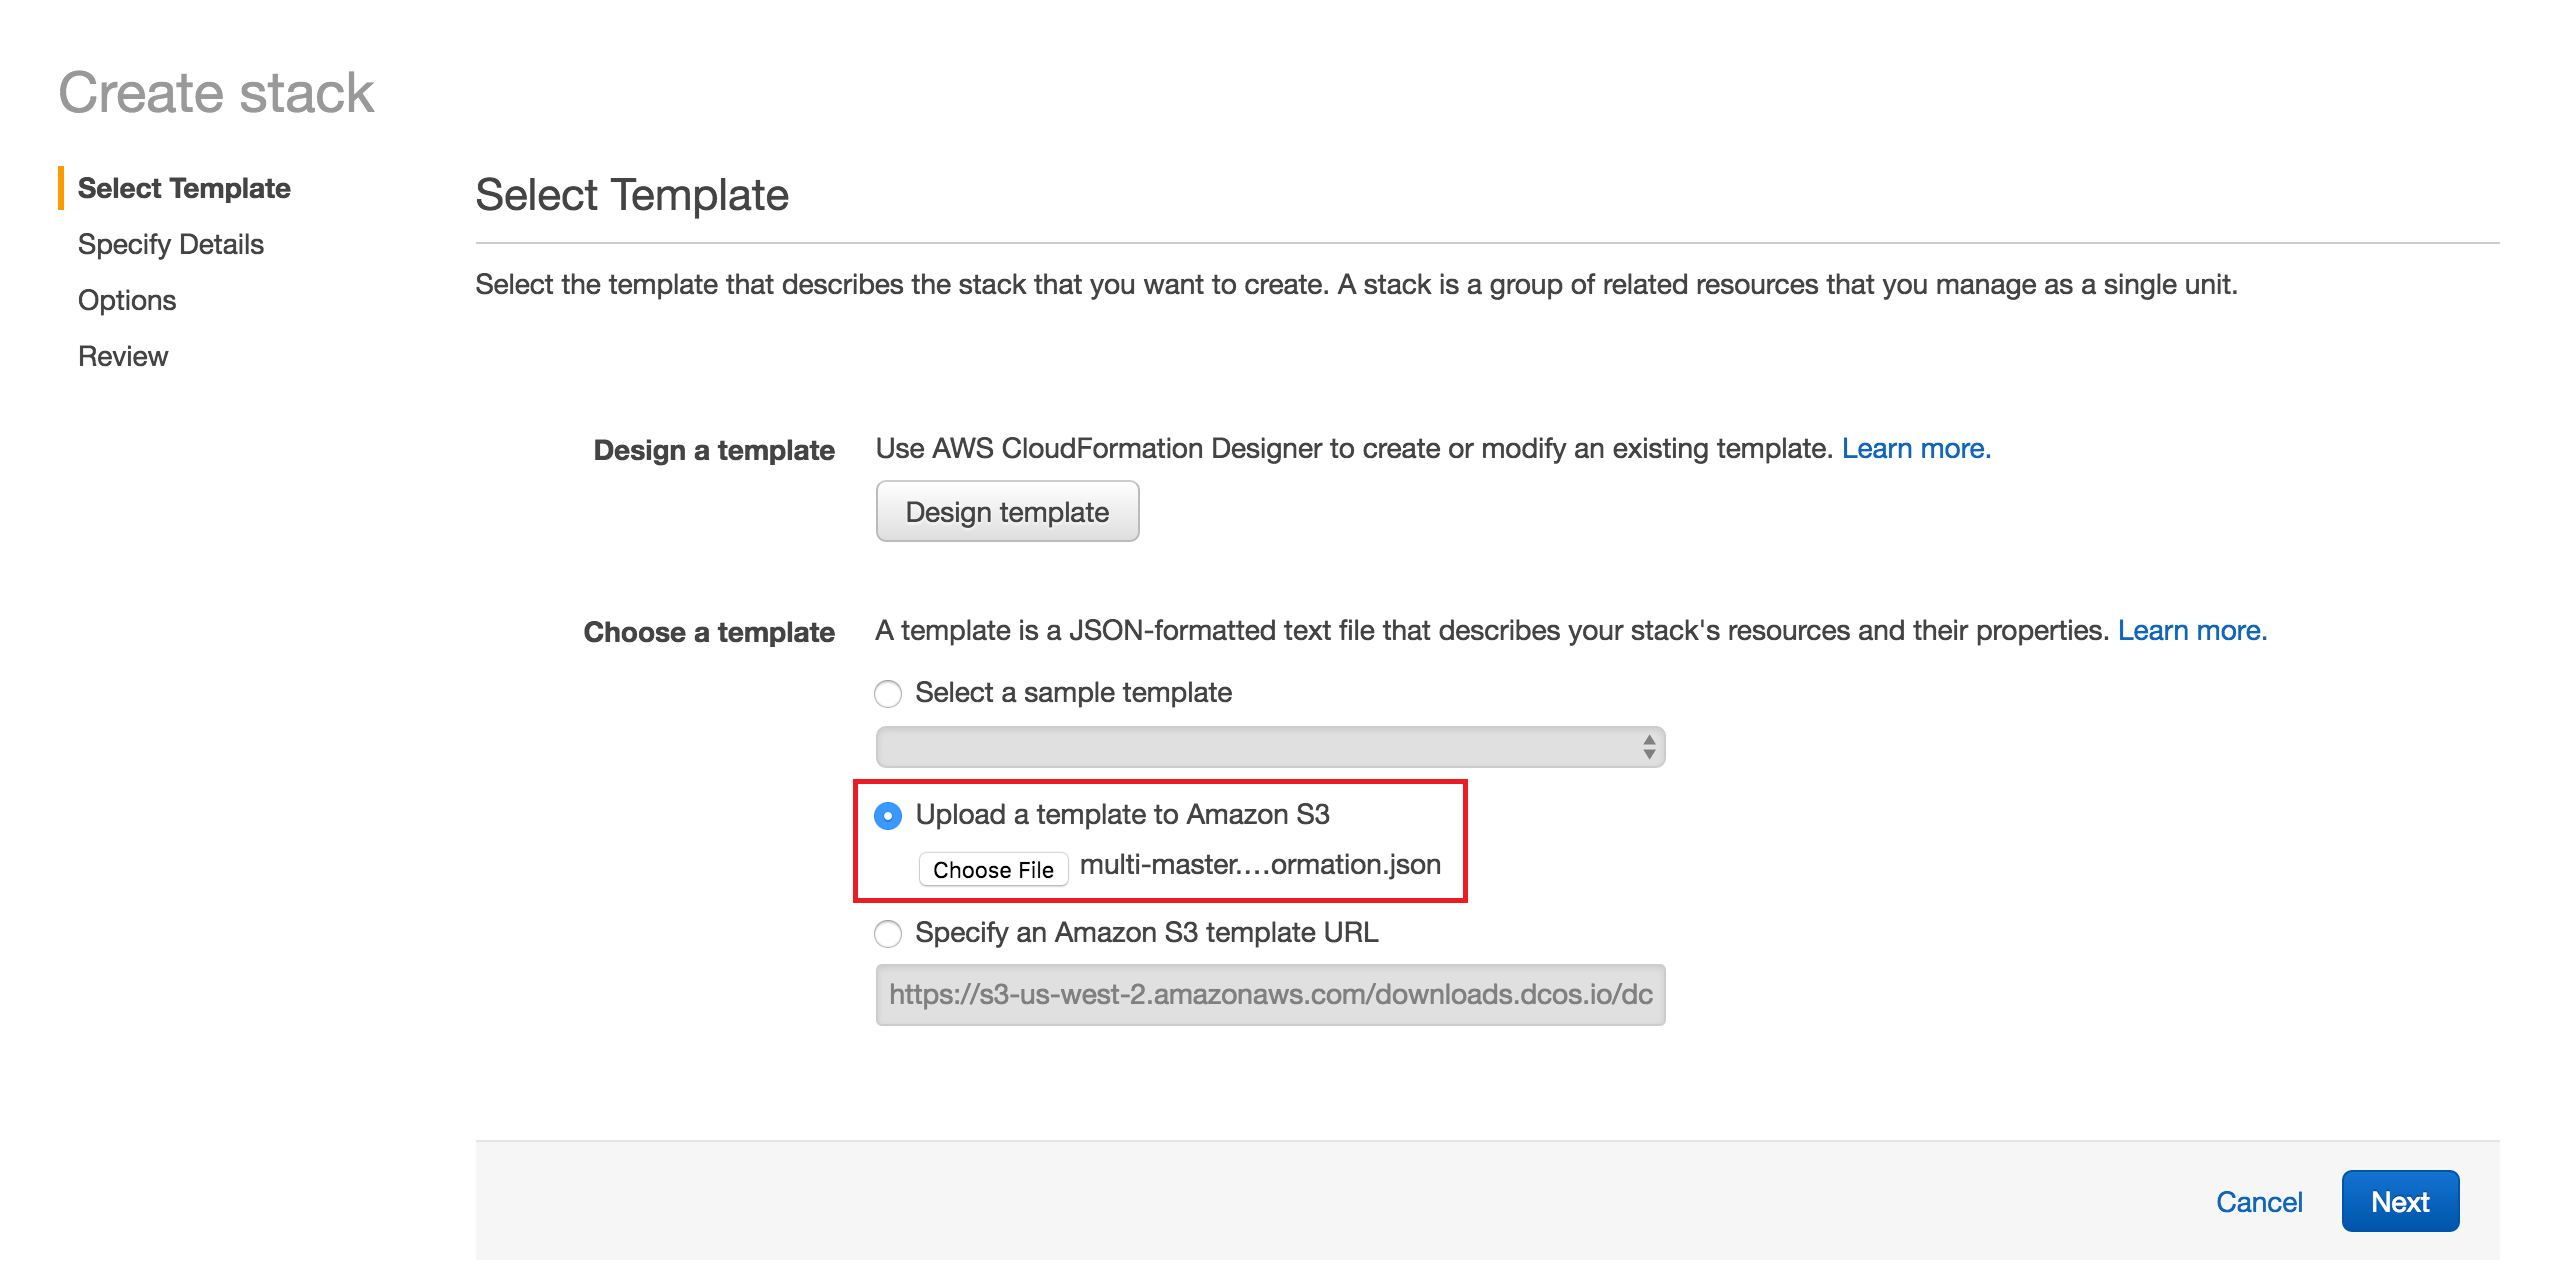 Create stack
Select Template
Specify Details
Options
Review
Select Template
Select the template that describes the stack that you want to create. A stack is a group of related resources that you manage as a single unit.
Design a template
Use AWS CloudFormation Designer to create or modify an existing template. Learn more.
Design template
Choose a template
A template is a JSON-formatted text file that describes your stack's resources and their properties. Learn more.
Select a sample template
Upload a template to Amazon S3
Choose File multi-master....ormation.json
Specify an Amazon S3 template URL
https://s3-us-west-2.amazonaws.com/downloads.dcos.io/dc
Cancel Next